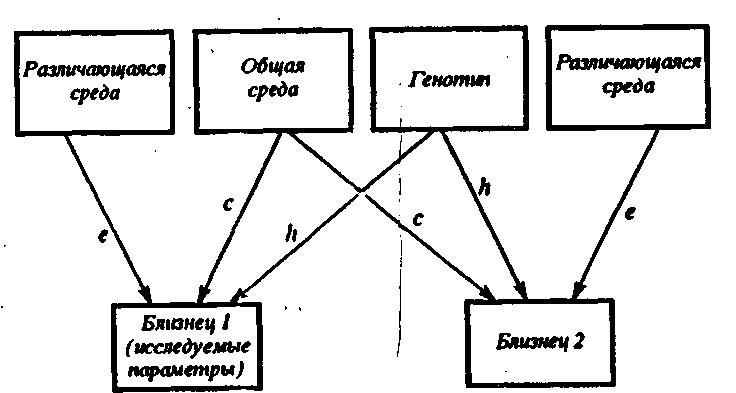 Различающаяся
среда
Общая
среда
Генотип
Различающаяся
среда
e
c
h
c
h
e
Близнец 1
(исследуемые
параметры)
Близнец 2